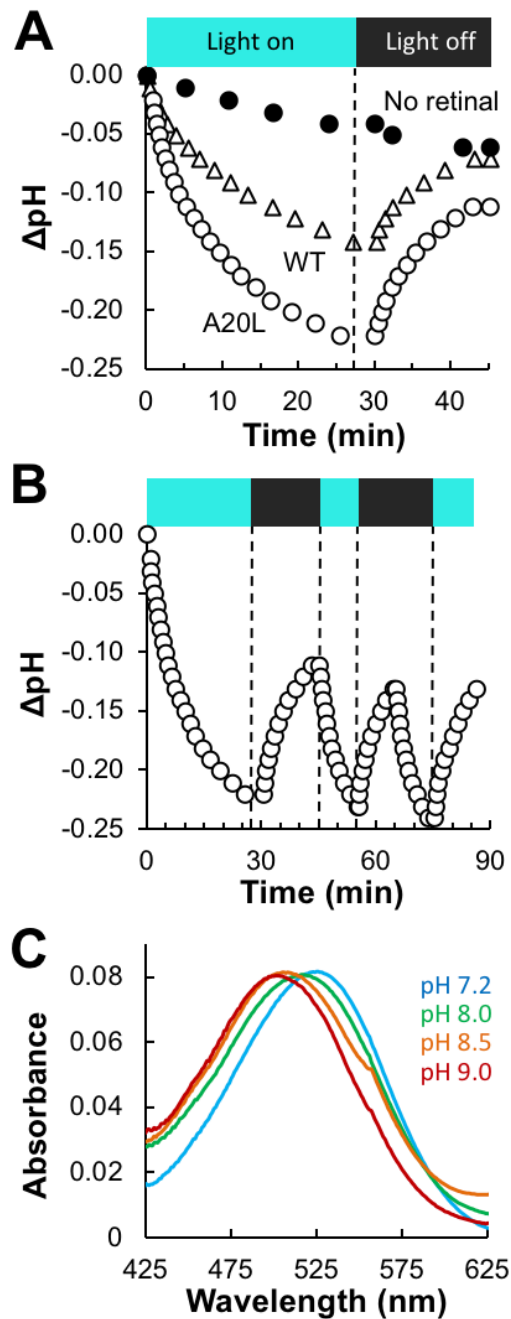 A
Light on Light off
0.00
-0.05
-0.10
-0.15
-0.20
-0.25
ΔpH
No retinal
WT
A20L
0 10 20 30 40
Time (min)
B
0.00
-0.05
-0.10
-0.15
-0.20
-0.25
ΔpH
0 30 60 90
Time (min)
C
0.08
0.06
0.04
0.02
0
Absorbance
pH 7.2
pH 8.0
pH 8.5
pH 9.0
425 475 525 575 625
Wavelength (nm)